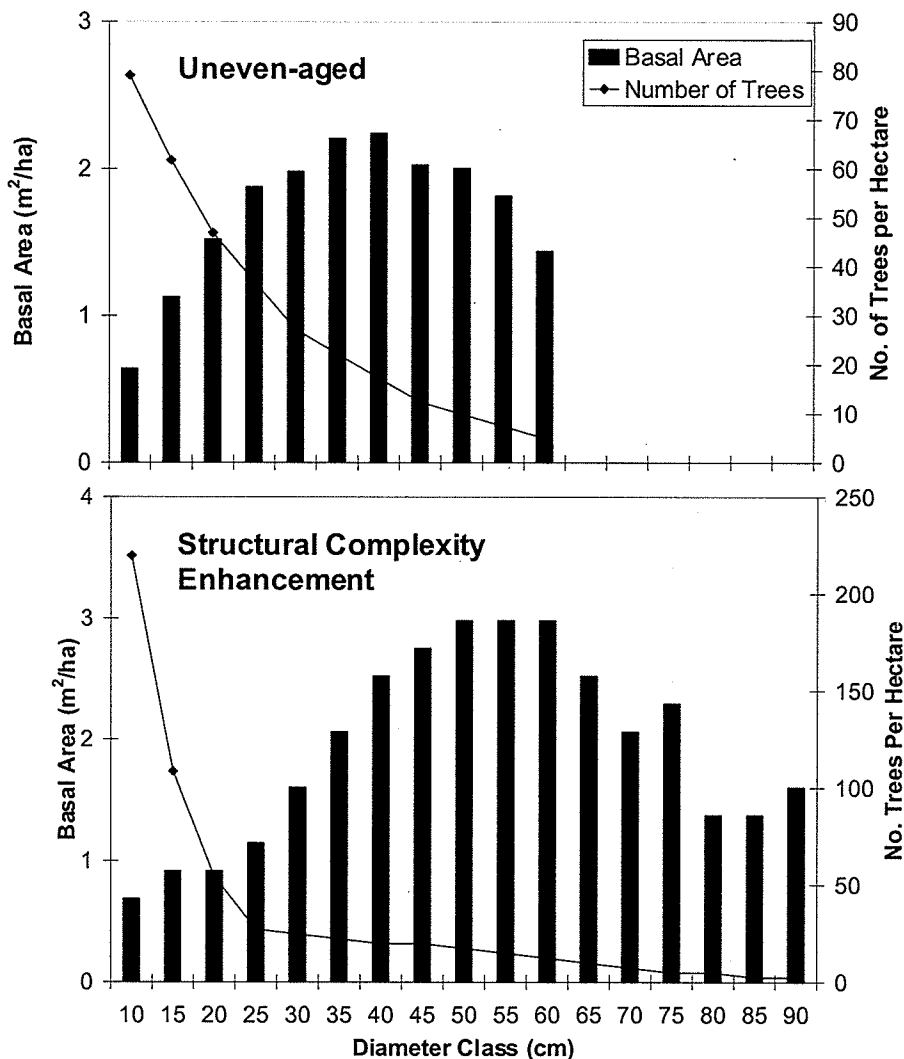 Uneven-aged
Basal Area
Number of Trees
Basal Area (m²/ha)
3
2
1
0
No. of Trees per Hectare
90
80
70
60
50
40
30
20
10
0
Structural Complexity
Enhancement
Basal Area (m²/ha)
4
3
2
1
0
No. Trees Per Hectare
250
200
150
100
50
0
10 15 20 25 30 35 40 45 50 55 60 65 70 75 80 85 90
Diameter Class (cm)